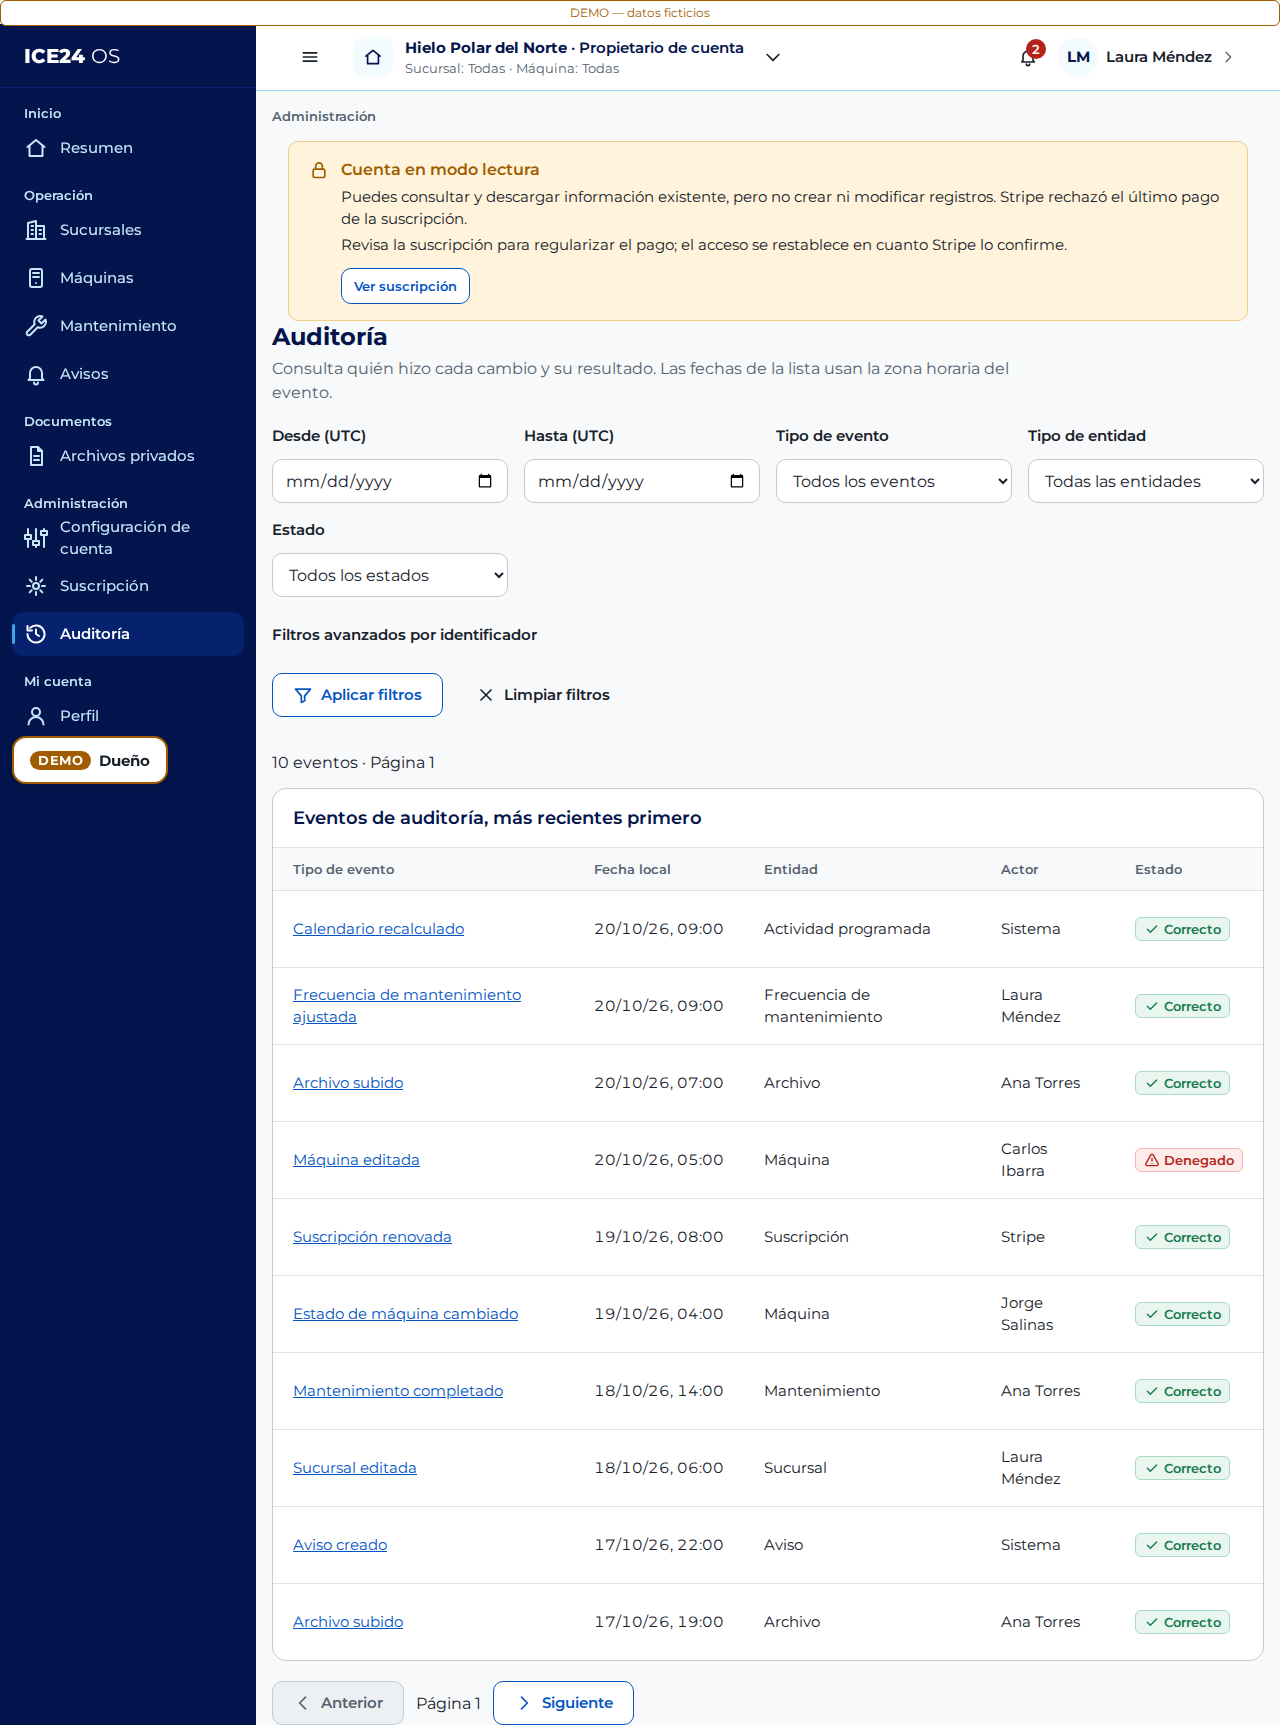 DEMO — datos ficticios
ICE24 OS
Inicio
Resumen
Operación
Sucursales
Máquinas
Mantenimiento
Avisos
Documentos
Archivos privados
Administración
Configuración de
cuenta
Suscripción
Auditoría
Mi cuenta
Perfil
DEMO Dueño
Hielo Polar del Norte · Propietario de cuenta
Sucursal: Todas · Máquina: Todas
2
LM Laura Méndez
Administración
Cuenta en modo lectura
Puedes consultar y descargar información existente, pero no crear ni modificar registros. Stripe rechazó el último pago
de la suscripción.
Revisa la suscripción para regularizar el pago; el acceso se restablece en cuanto Stripe lo confirme.
Ver suscripción
Auditoría
Consulta quién hizo cada cambio y su resultado. Las fechas de la lista usan la zona horaria del
evento.
Desde (UTC) Hasta (UTC) Tipo de evento Tipo de entidad
mm/dd/yyyy mm/dd/yyyy Todos los eventos Todas las entidades
Estado
Todos los estados
Filtros avanzados por identificador
Aplicar filtros Limpiar filtros
10 eventos · Página 1
Eventos de auditoría, más recientes primero
Tipo de evento Fecha local Entidad Actor Estado
Calendario recalculado 20/10/26, 09:00 Actividad programada Sistema Correcto
Frecuencia de mantenimiento
ajustada 20/10/26, 09:00 Frecuencia de
mantenimiento Laura
Méndez Correcto
Archivo subido 20/10/26, 07:00 Archivo Ana Torres Correcto
Máquina editada 20/10/26, 05:00 Máquina Carlos
Ibarra Denegado
Suscripción renovada 19/10/26, 08:00 Suscripción Stripe Correcto
Estado de máquina cambiado 19/10/26, 04:00 Máquina Jorge
Salinas Correcto
Mantenimiento completado 18/10/26, 14:00 Mantenimiento Ana Torres Correcto
Sucursal editada 18/10/26, 06:00 Sucursal Laura
Méndez Correcto
Aviso creado 17/10/26, 22:00 Aviso Sistema Correcto
Archivo subido 17/10/26, 19:00 Archivo Ana Torres Correcto
Anterior Página 1 Siguiente